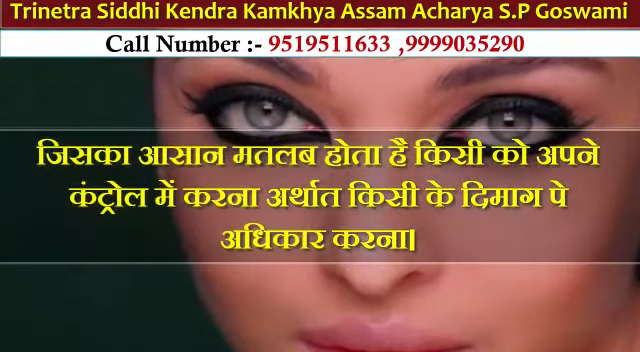 Trinetra Siddhi Kendra Kamkhya Assam Acharya S.P Goswami
Call Number :- 9519511633 ,9999035290
जिसका आसान मतलब होता है किसी को अपने
कंट्रोल में करना अर्थात किसी के दिमाग पे
अधिकार करना।